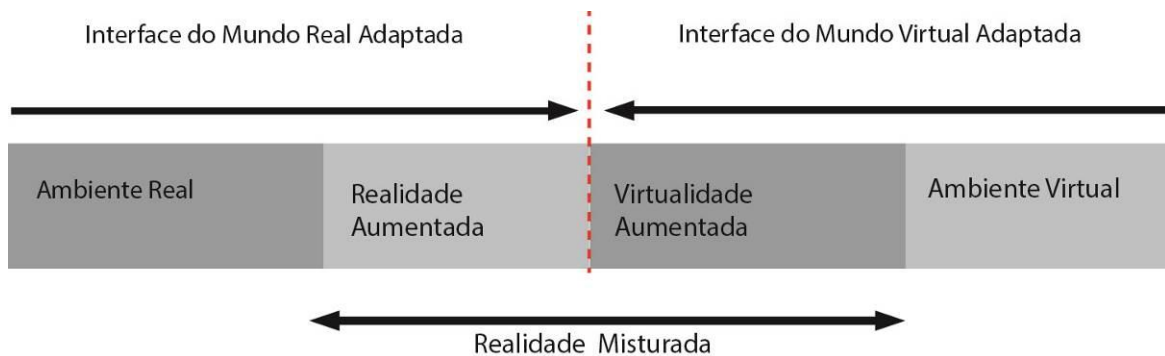 Interface do Mundo Real Adaptada
Interface do Mundo Virtual Adaptada
Ambiente Real
Realidade
Aumentada
Virtualidade
Aumentada
Ambiente Virtual
Realidade Misturada